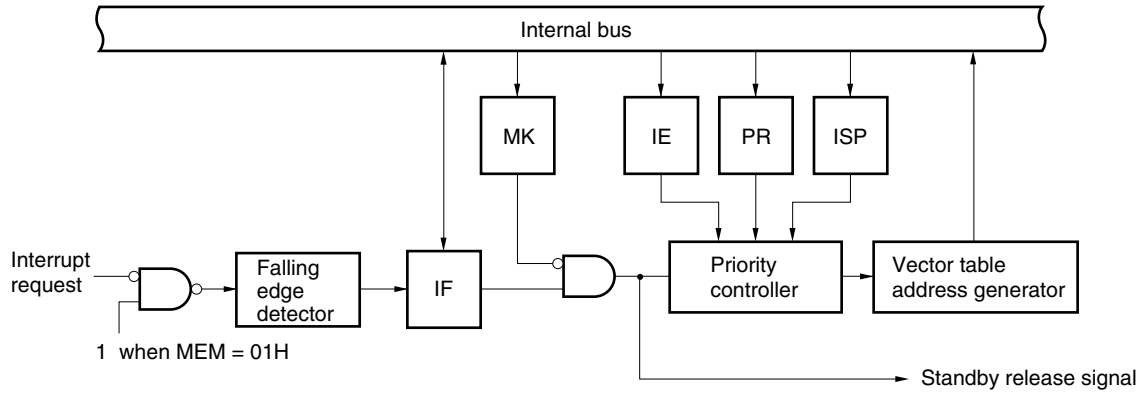 Internal bus
MK
IE
PR
ISP
Interrupt
request
Falling
edge
detector
IF
Priority
controller
Vector table
address generator
1 when MEM = 01H
Standby release signal